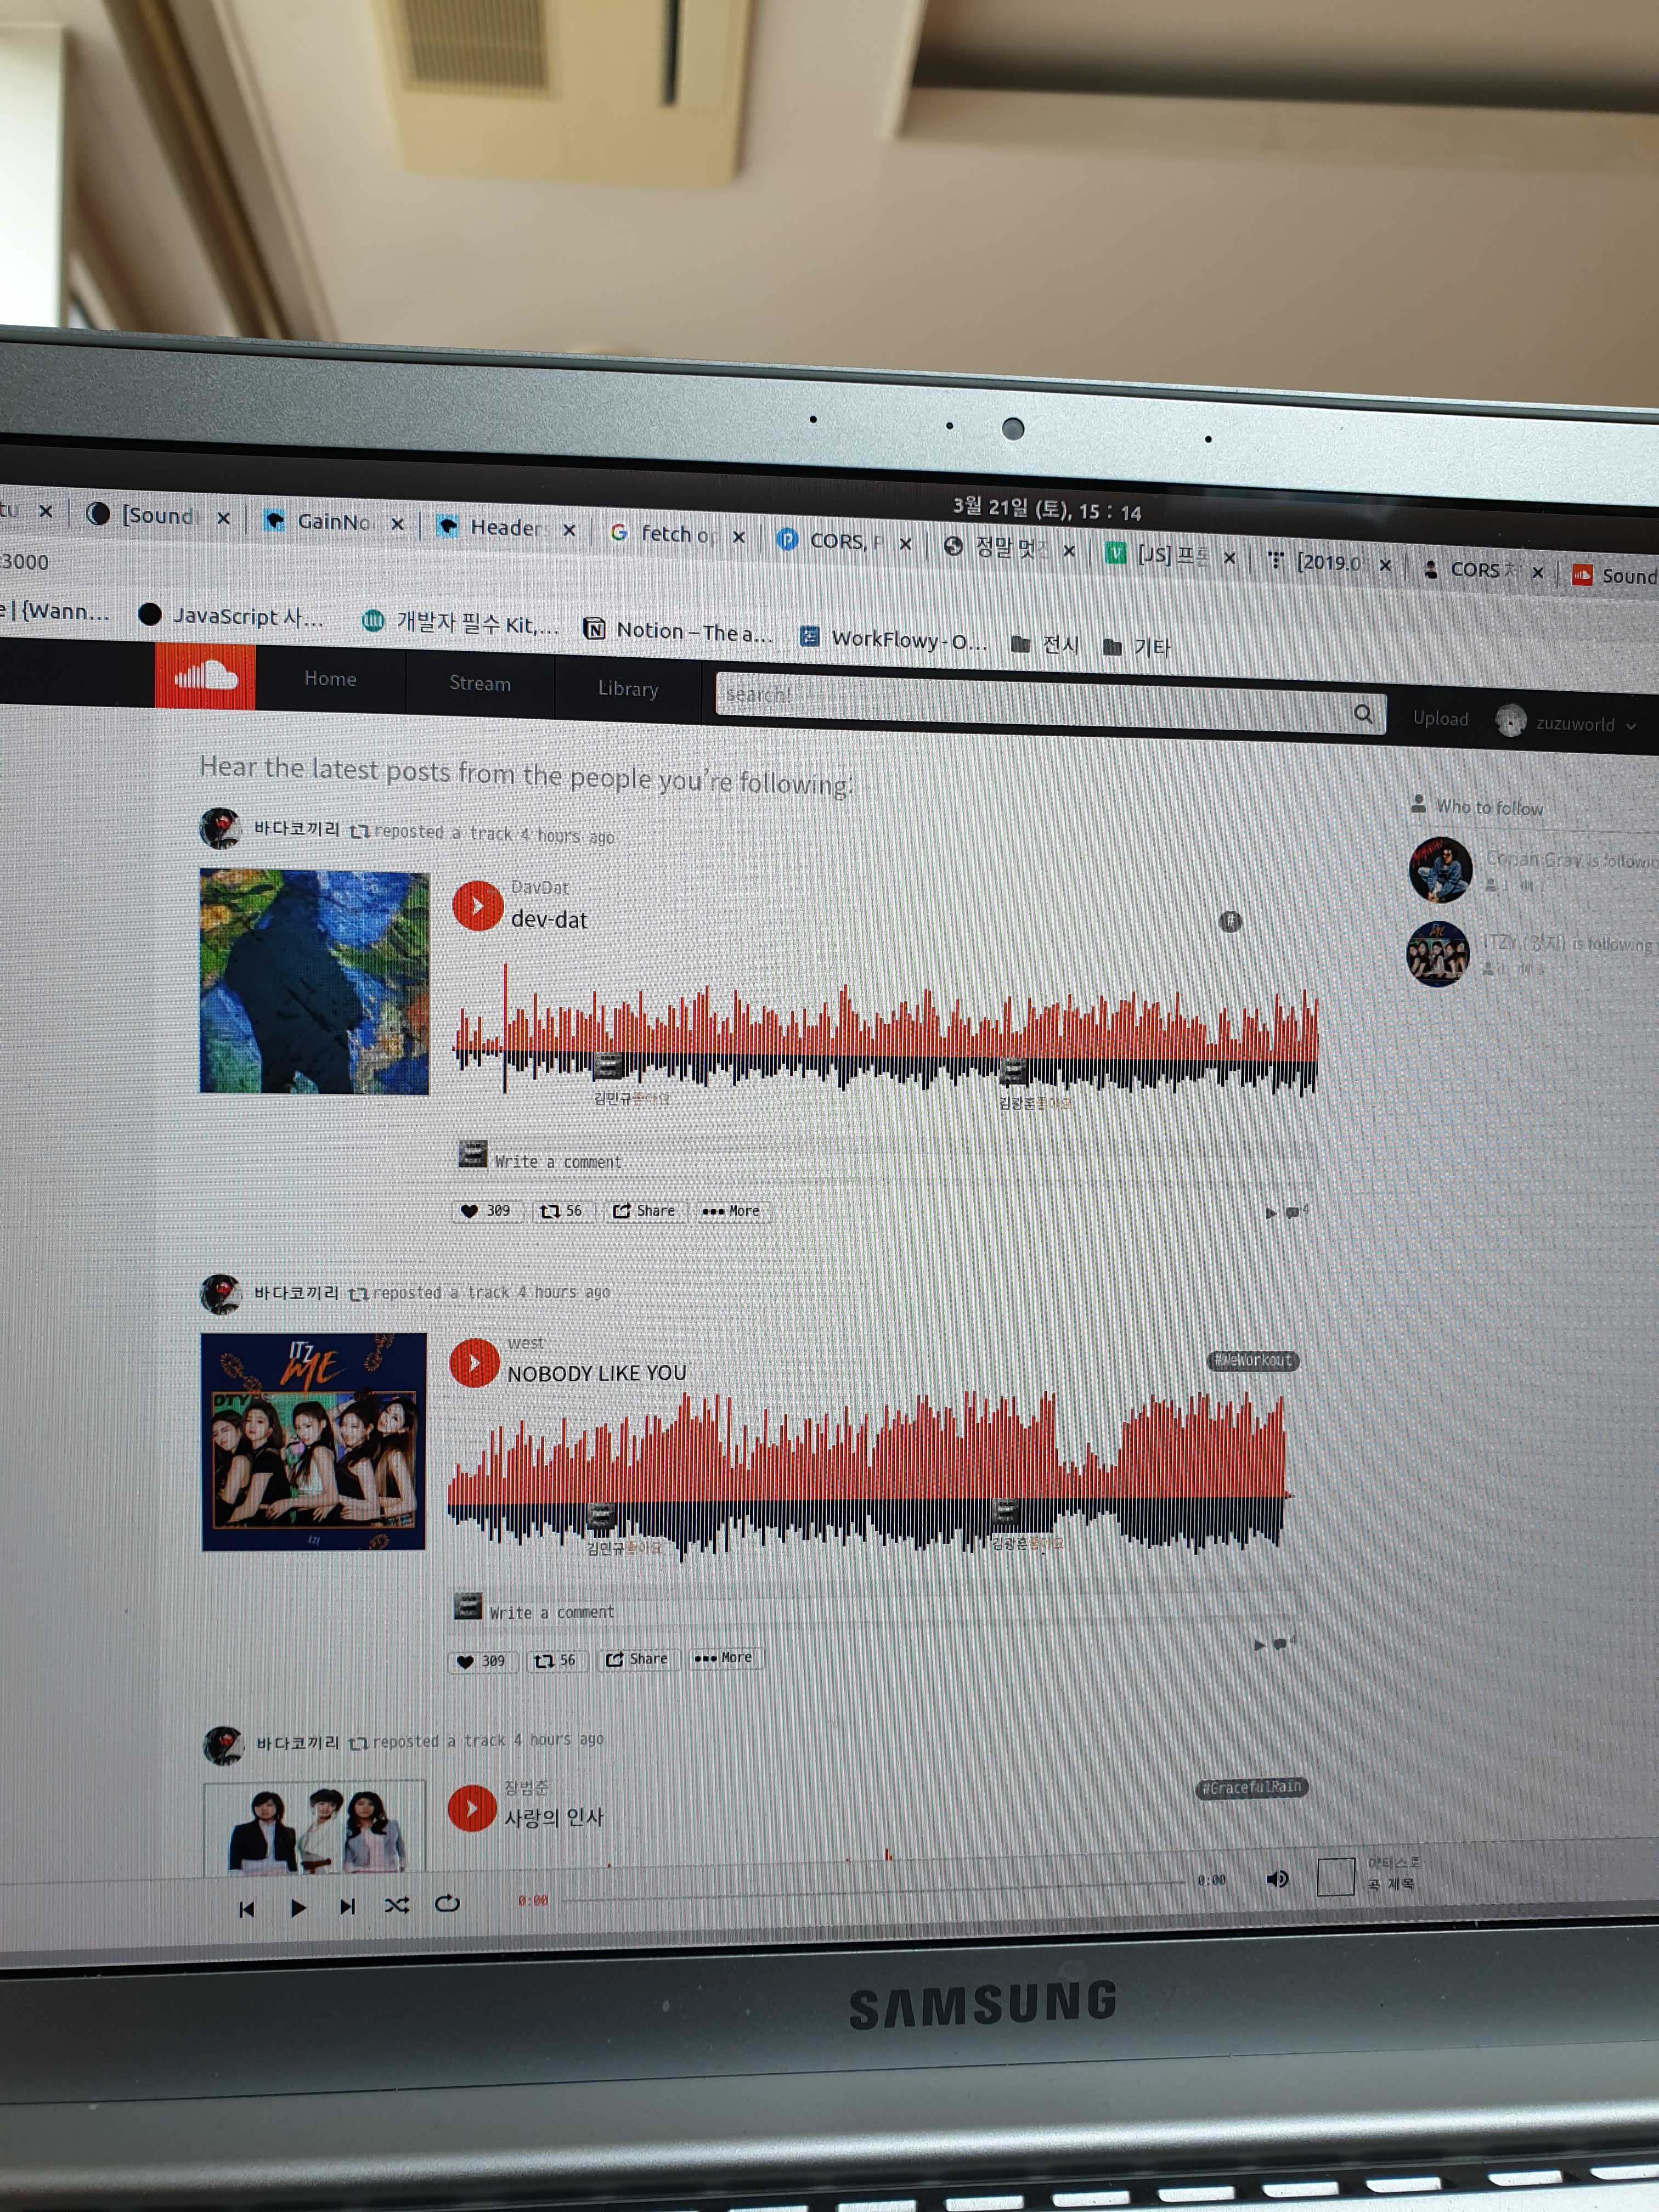 3월 21일 (토), 15 : 14
tu
[Sound
GainNo
Header
fetch op
CORS, P
정말 멋진
[JS] 프론
[2019.0
CORS 처
Sound
:3000
e | {Wann...
JavaScript 사...
개발자 필수 Kit,...
Notion – The a...
WorkFlowy - O...
전시
기타
Home
Stream
Library
search!
Upload
zuzuworld
Hear the latest posts from the people you're following:
Who to follow
Conan Gray is followin
1 1
ITZY (있지) is following
1 1
바다코끼리 reposted a track 4 hours ago
DavDat
dev-dat
#
김민규좋아요
김광훈좋아요
Write a comment
309
56
Share
More
4
바다코끼리 reposted a track 4 hours ago
west
NOBODY LIKE YOU
#WeWorkout
ITZ
ME
김민규좋아요
김광훈좋아요
Write a comment
309
56
Share
More
4
바다코끼리 reposted a track 4 hours ago
장범준
사랑의 인사
#GracefulRain
0:00
0:00
아티스트
곡 제목
SAMSUNG